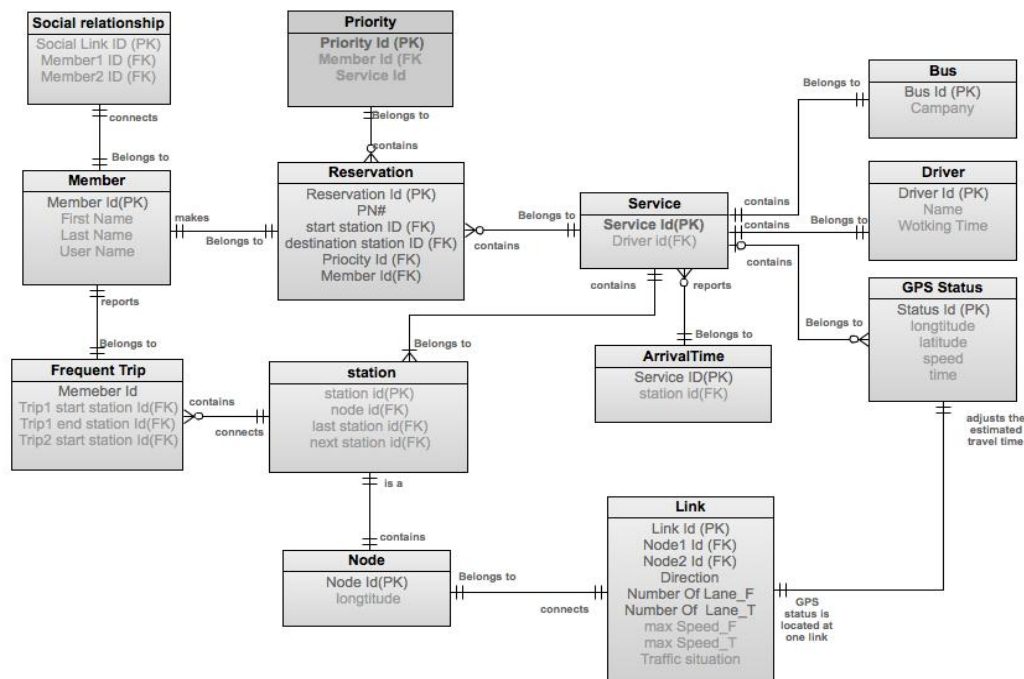 Social relationship
Social Link ID (PK)
Member1 ID (FK)
Member2 ID (FK)
connects
Belongs to
Priority
Priority Id (PK)
Member Id (FK
Service Id
Belongs to
contains
Bus
Bus Id (PK)
Campany
Belongs to
Member
Member Id(PK)
First Name
Last Name
User Name
makes
Belongs to
reports
Belongs to
Reservation
Reservation Id (PK)
PN#
start station ID (FK)
destination station ID (FK)
Priocity Id (FK)
Member Id(FK)
Belongs to
contains
Service
Service Id(PK)
Driver id(FK)
contains
contains
contains
Belongs to
Driver
Driver Id (PK)
Name
Wotking Time
contains
reports
Belongs to
Belongs to
Belongs to
GPS Status
Status Id (PK)
longtitude
latitude
speed
time
ArrivalTime
Service ID(PK)
station id(FK)
Frequent Trip
Memeber Id
Trip1 start station Id(FK)
Trip1 end station Id(FK)
Trip2 start station Id(FK)
contains
connects
station
station id(PK)
node id(FK)
last station id(FK)
next station id(FK)
is a
contains
adjusts the
estimated
travel time
Node
Node Id(PK)
longtitude
Belongs to
connects
Link
Link Id (PK)
Node1 Id (FK)
Node2 Id (FK)
Direction
Number Of Lane_F
Number Of Lane_T
max Speed_F
max Speed_T
Traffic situation
GPS
status is
located at
one link